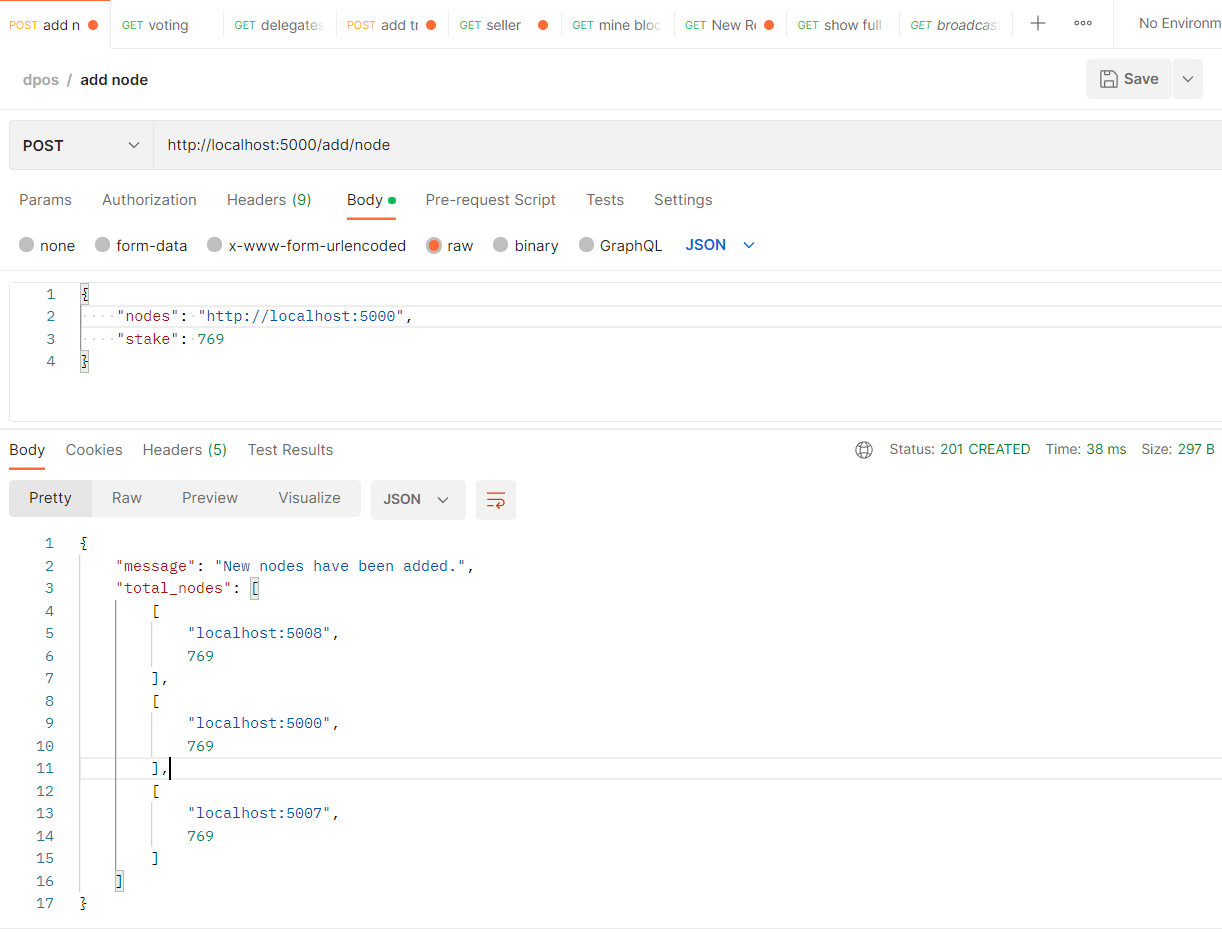 POST add n GET voting GET delegates POST add tr GET seller GET mine bloc GET New Re GET show full GET broadcas No Environm
dpos / add node
Save
POST http://localhost:5000/add/node
Params Authorization Headers (9) Body Pre-request Script Tests Settings
none form-data x-www-form-urlencoded raw binary GraphQL JSON
1 {
2 "nodes": "http://localhost:5000",
3 "stake": 769
4 }
Body Cookies Headers (5) Test Results Status: 201 CREATED Time: 38 ms Size: 297 B
Pretty Raw Preview Visualize JSON
1 {
2 "message": "New nodes have been added.",
3 "total_nodes": [
4 [
5 "localhost:5008",
6 769
7 ],
8 [
9 "localhost:5000",
10 769
11 ],
12 [
13 "localhost:5007",
14 769
15 ]
16 ]
17 }